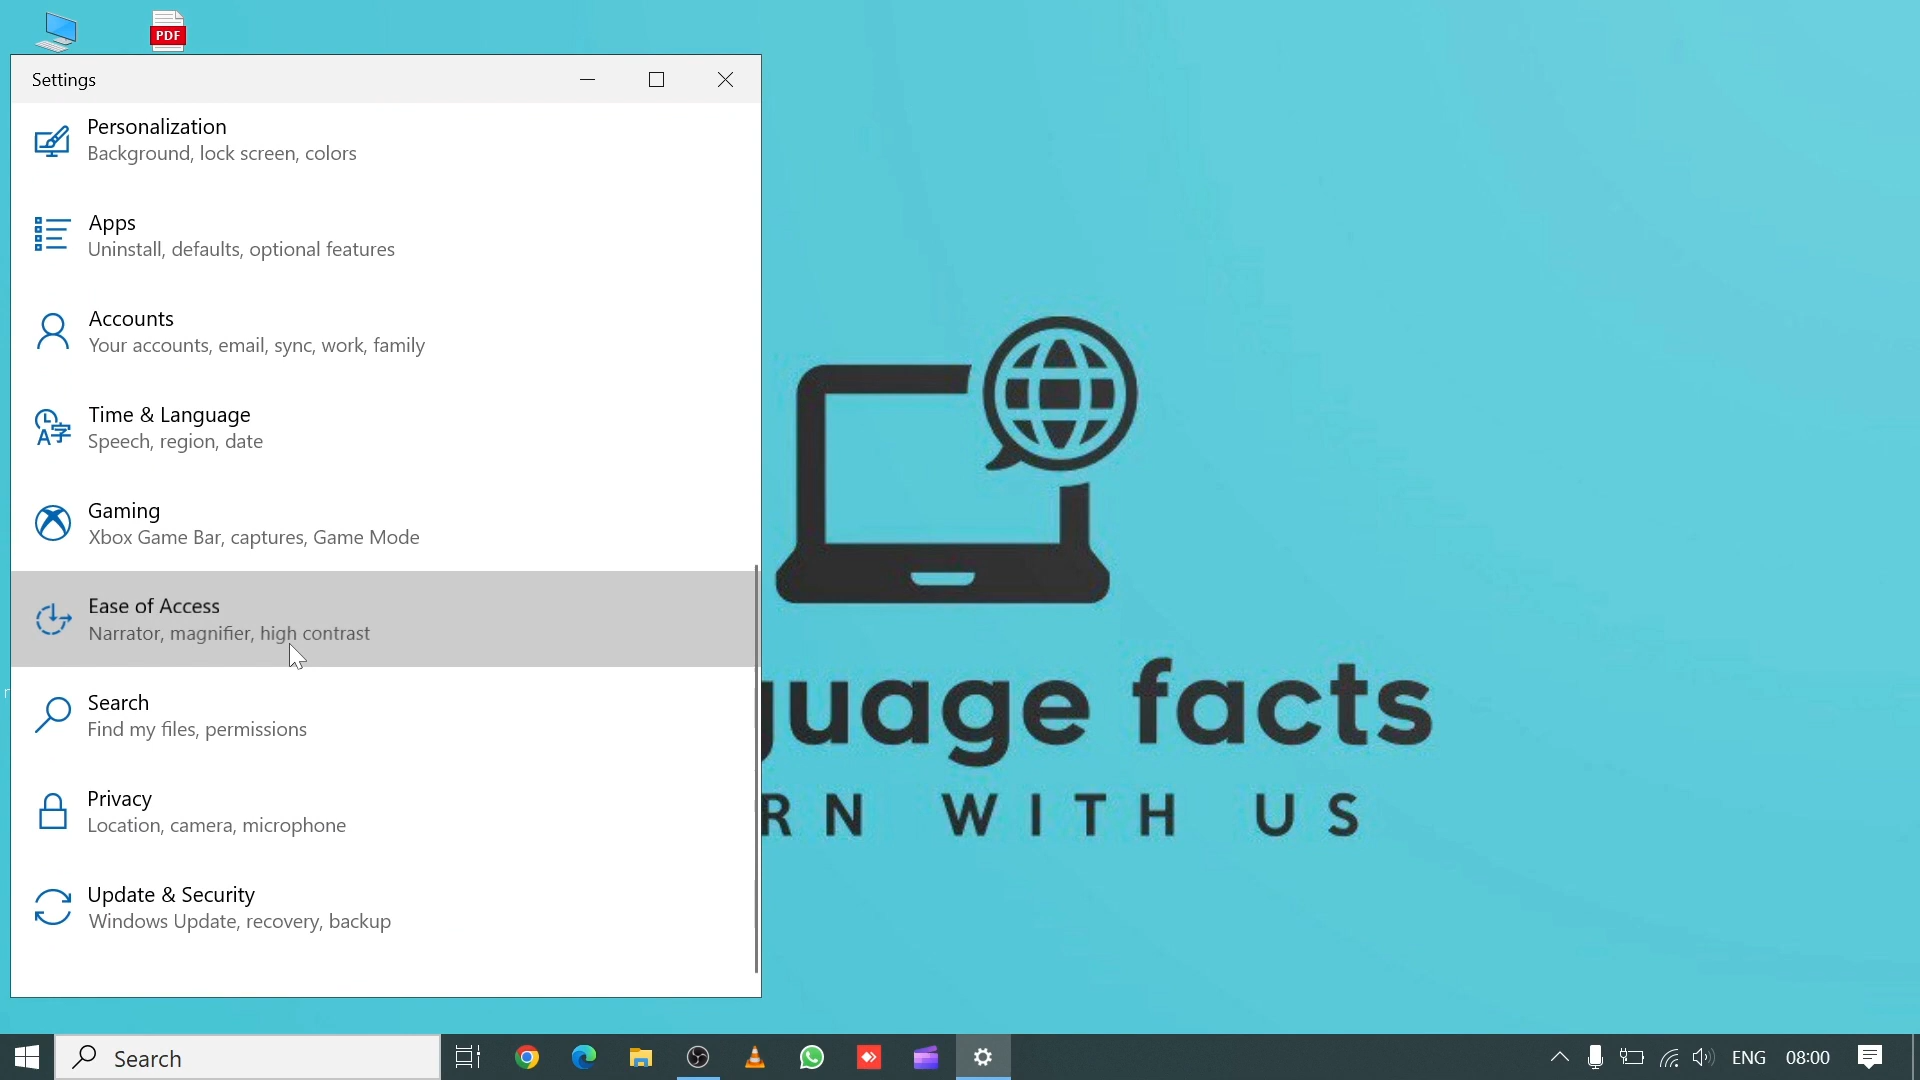 PDF
Settings
Personalization
Background, lock screen, colors
Apps
Uninstall, defaults, optional features
Accounts
Your accounts, email, sync, work, family
Time & Language
Speech, region, date
Gaming
Xbox Game Bar, captures, Game Mode
Ease of Access
Narrator, magnifier, high contrast
Search
Find my files, permissions
Privacy
Location, camera, microphone
Update & Security
Windows Update, recovery, backup
guage facts
RN WITH US
Search
ENG
08:00